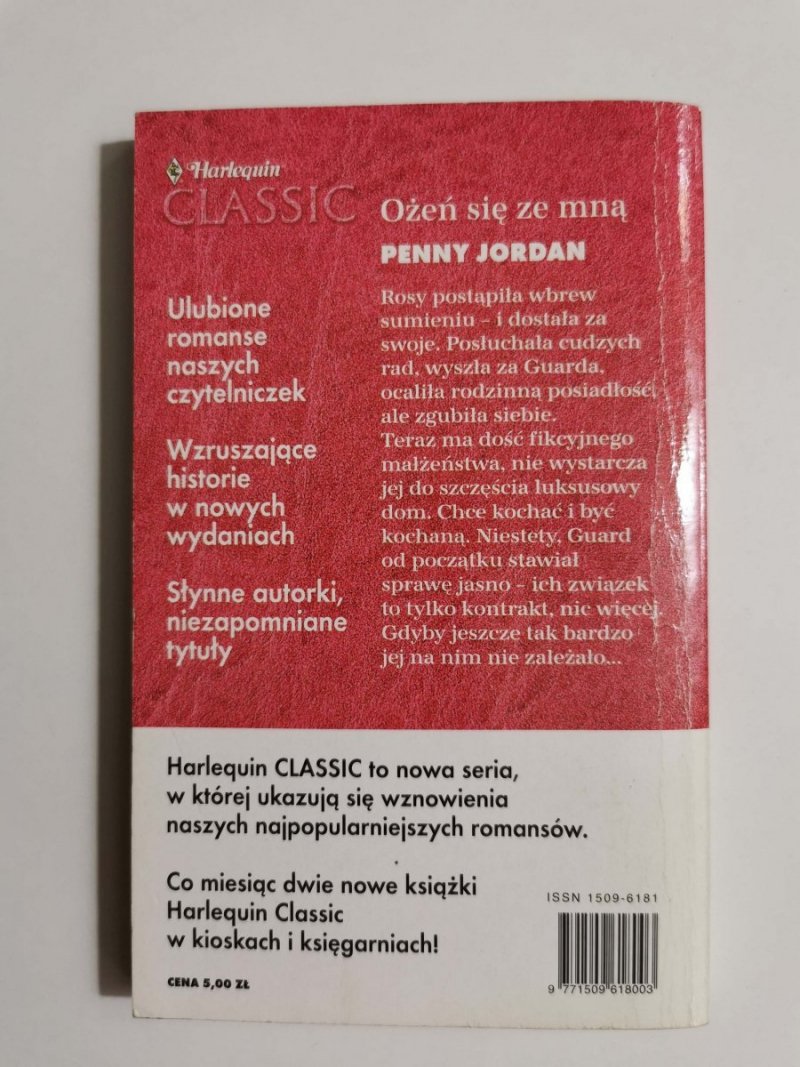 Harlequin
CLASSIC
Ulubione
romanse
naszych
czytelniczek
Wzruszające
historie
w nowych
wydaniach
Słynne autorki,
niezapomniane
tytuły
Ożeń się ze mną
PENNY JORDAN
Rosy postąpiła wbrew
sumieniu – i dostała za
swoje. Posłuchała cudzych
rad, wyszła za Guarda,
ocaliła rodzinną posiadłość,
ale zgubiła siebie.
Teraz ma dość fikcyjnego
małżeństwa, nie wystarcza
jej do szczęścia luksusowy
dom. Chce kochać i być
kochaną. Niestety, Guard
od początku stawiał
sprawę jasno – ich związek
to tylko kontrakt, nic więcej.
Gdyby jeszcze tak bardzo
jej na nim nie zależało...
Harlequin CLASSIC to nowa seria,
w której ukazują się wznowienia
naszych najpopularniejszych romansów.
Co miesiąc dwie nowe książki
Harlequin Classic
w kioskach i księgarniach!
CENA 5,00 ZŁ
ISSN 1509-6181
9 771509 618003